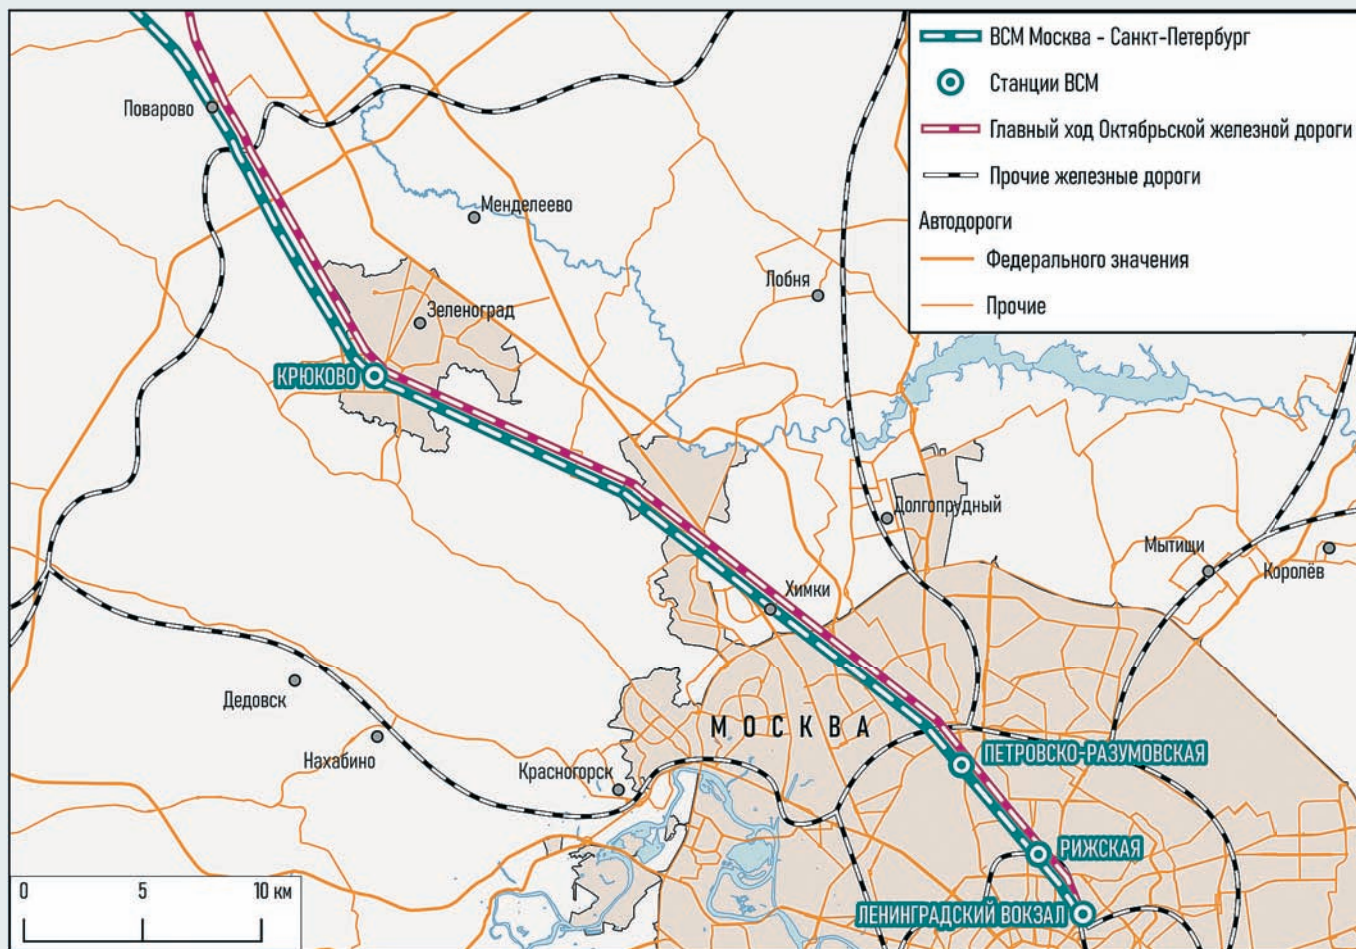 ВСМ Москва - Санкт-Петербург
Станции ВСМ
Главный ход Октябрьской железной дороги
Прочие железные дороги
Автодороги
Федерального значения
Прочие
Поварово
Менделеево
Лобня
Зеленоград
КРЮКОВО
Долгопрудный
Мытищи
Королёв
Химки
Дедовск
Нахабино
Красногорск
МОСКВА
ПЕТРОВСКО-РАЗУМОВСКАЯ
РИЖСКАЯ
ЛЕНИНГРАДСКИЙ ВОКЗАЛ
0 5 10 км